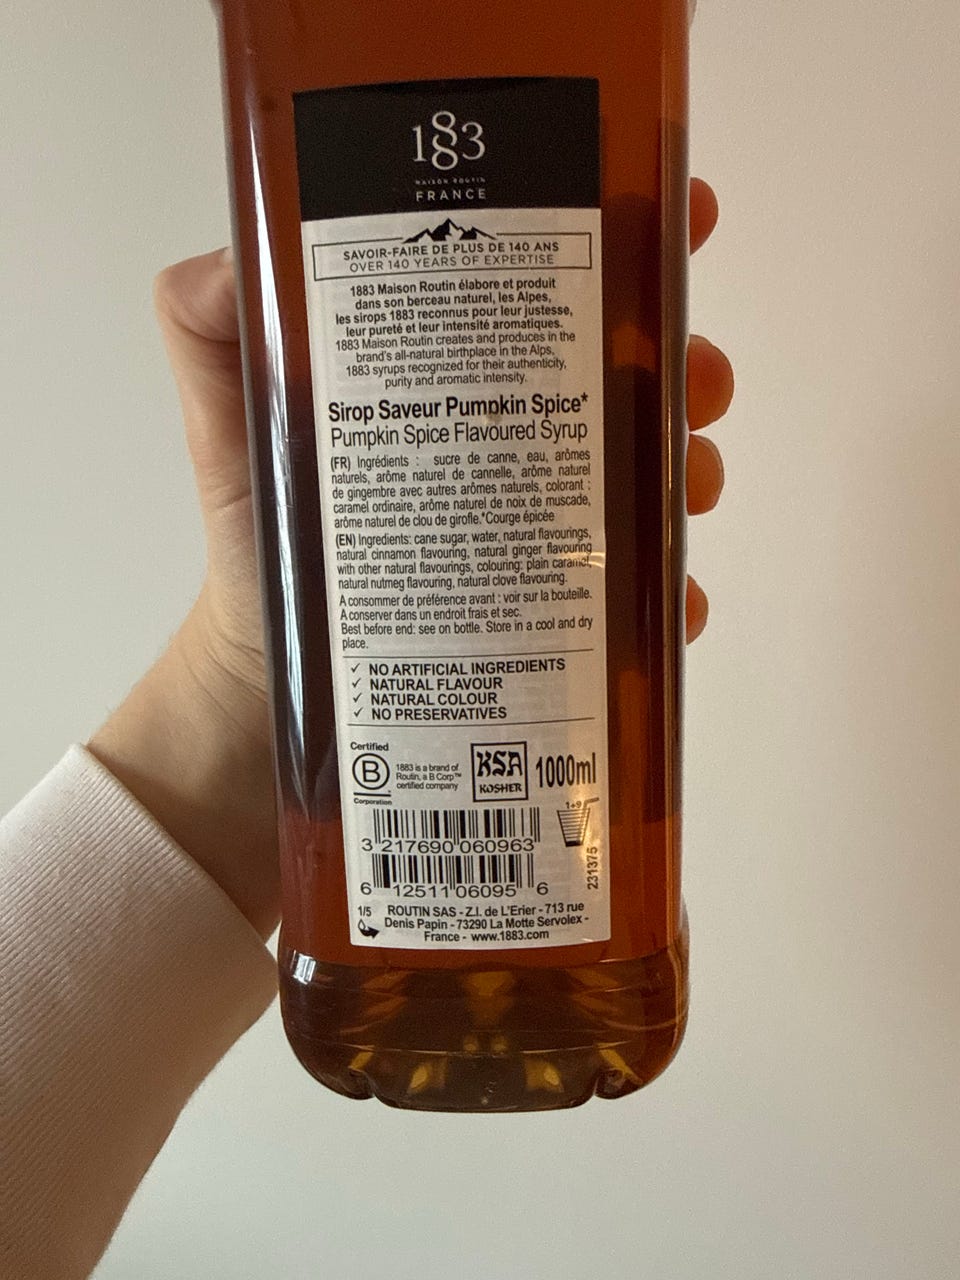 1883
MAISON ROUTIN
FRANCE
SAVOIR-FAIRE DE PLUS DE 140 ANS
OVER 140 YEARS OF EXPERTISE
1883 Maison Routin élabore et produit
dans son berceau naturel, les Alpes,
les sirops 1883 reconnus pour leur justesse,
leur pureté et leur intensité aromatiques.
1883 Maison Routin creates and produces in the
brand's all-natural birthplace in the Alps,
1883 syrups recognized for their authenticity,
purity and aromatic intensity.
Sirop Saveur Pumpkin Spice*
Pumpkin Spice Flavoured Syrup
(FR) Ingrédients : sucre de canne, eau, arômes
naturels, arôme naturel de cannelle, arôme naturel
de gingembre avec autres arômes naturels, colorant :
caramel ordinaire, arôme naturel de noix de muscade,
arôme naturel de clou de girofle.*Courge épicée
(EN) Ingredients: cane sugar, water, natural flavourings,
natural cinnamon flavouring, natural ginger flavouring
with other natural flavourings, colouring: plain caramel,
natural nutmeg flavouring, natural clove flavouring.
A consommer de préférence avant : voir sur la bouteille.
A conserver dans un endroit frais et sec.
Best before end: see on bottle. Store in a cool and dry
place.
✓ NO ARTIFICIAL INGREDIENTS
✓ NATURAL FLAVOUR
✓ NATURAL COLOUR
✓ NO PRESERVATIVES
Certified
B
Corporation
1883 is a brand of
Routin, a B Corp™
certified company
KSA
KOSHER
1000ml
1+9
3 217690 060963
6 12511 06095 6
231375
1/5
ROUTIN SAS - Z.I. de L'Erier - 713 rue
Denis Papin - 73290 La Motte Servolex -
France - www.1883.com